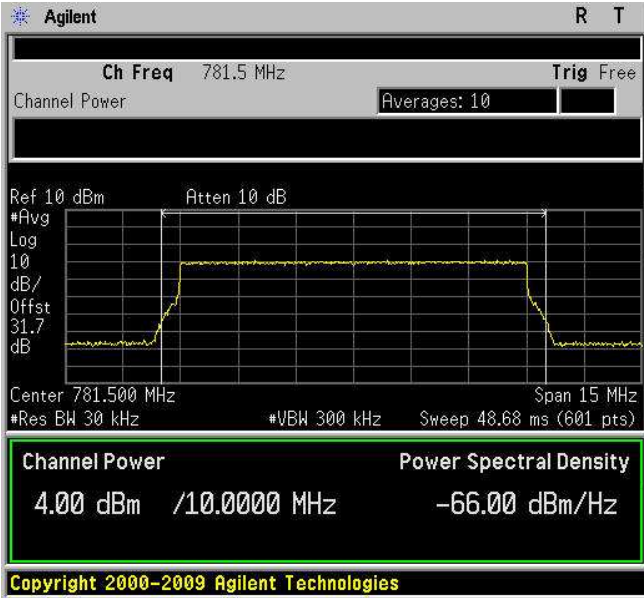 Agilent R T
Ch Freq 781.5 MHz Trig Free
Channel Power Averages: 10
Ref 10 dBm Atten 10 dB
#Avg
Log
10
dB/
Offst
31.7
dB
Center 781.500 MHz Span 15 MHz
#Res BW 30 kHz #VBW 300 kHz Sweep 48.68 ms (601 pts)
Channel Power Power Spectral Density
4.00 dBm /10.0000 MHz -66.00 dBm/Hz
Copyright 2000-2009 Agilent Technologies